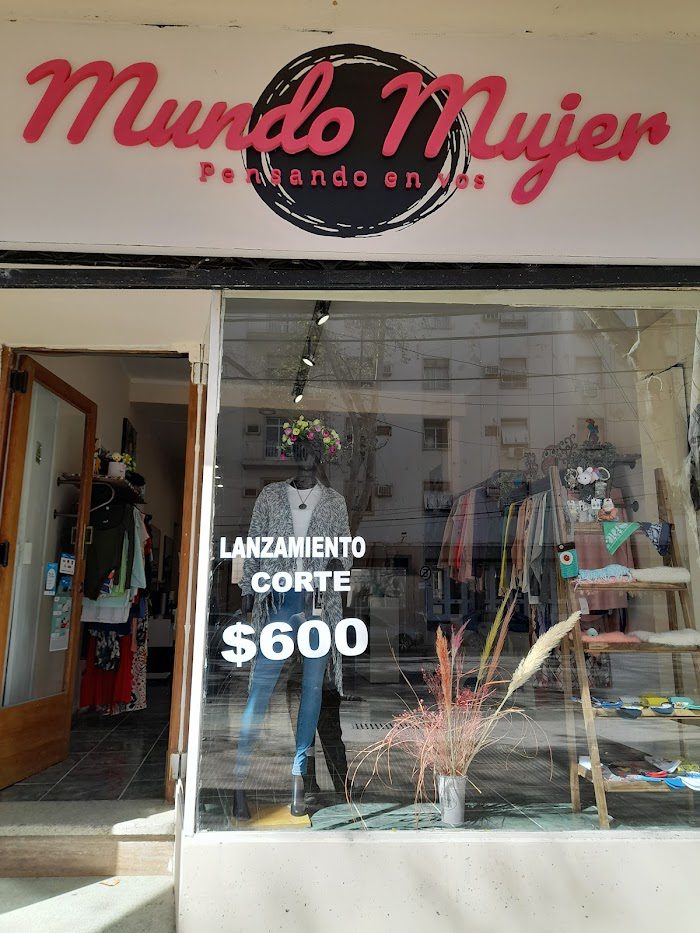 Mundo Mujer
Pensando en vos
LANZAMIENTO
CORTE
$600